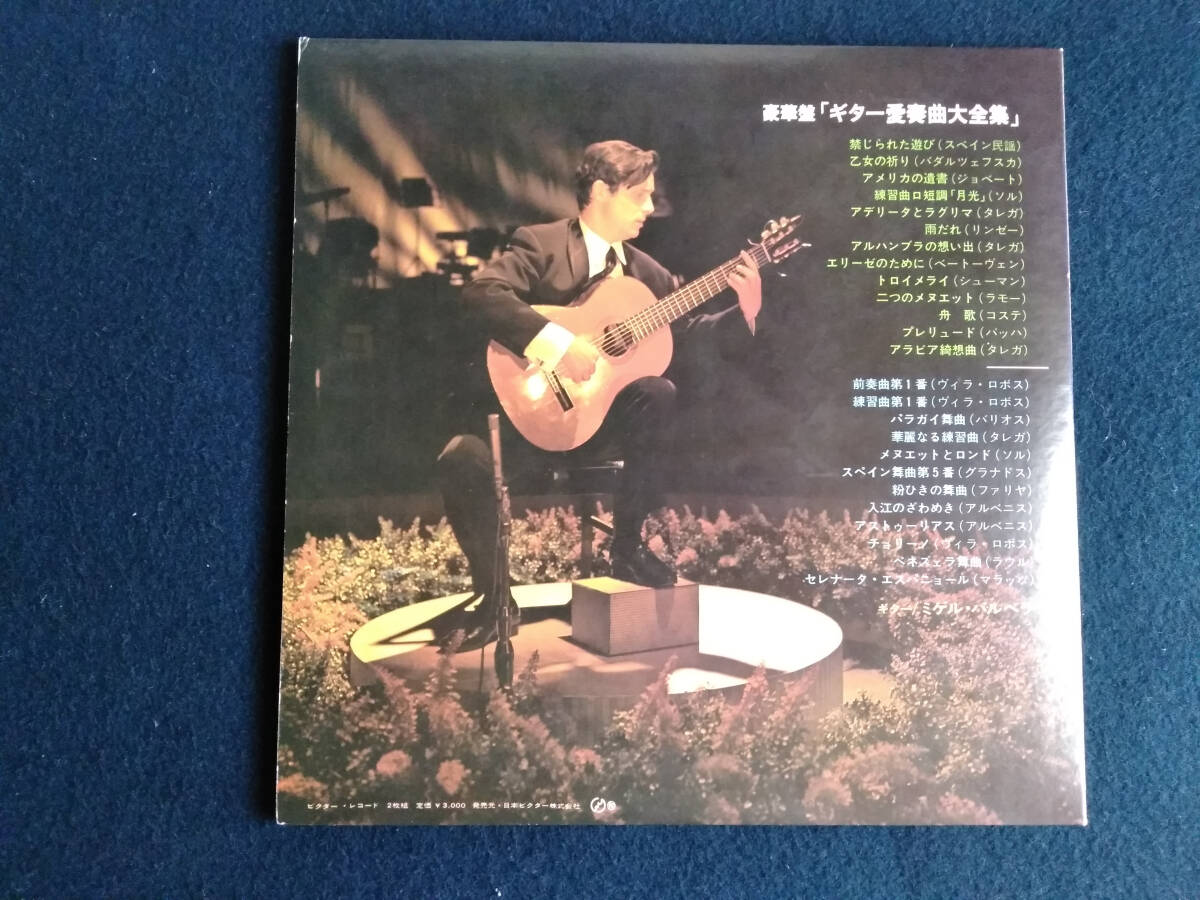 豪華盤「ギター愛奏曲大全集」
禁じられた遊び(スペイン民謡)
乙女の祈り(バダルツェフスカ)
アメリカの遺書(ジョベート)
練習曲ロ短調「月光」(ソル)
アデリータとラグリマ(タレガ)
雨だれ(リンゼー)
アルハンブラの想い出(タレガ)
エリーゼのために(ベートーヴェン)
トロイメライ(シューマン)
二つのメヌエット(ラモー)
舟 歌(コステ)
プレリュード(バッハ)
アラビア綺想曲(タレガ)
前奏曲第1番(ヴィラ・ロボス)
練習曲第1番(ヴィラ・ロボス)
パラガイ舞曲(バリオス)
華麗なる練習曲(タレガ)
メヌエットとロンド(ソル)
スペイン舞曲第5番(グラナドス)
粉ひきの舞曲(ファリヤ)
入江のざわめき(アルベニス)
アストゥーリアス(アルベニス)
チョリーノ(ヴィラ・ロボス)
ベネズェラ舞曲(ラウル)
セレナータ・エスパニョール(マラッツ)
ギター/ミゲル・バルベラ
ビクター・レコード 2枚組 定価¥3,000 発売元・日本ビクター株式会社